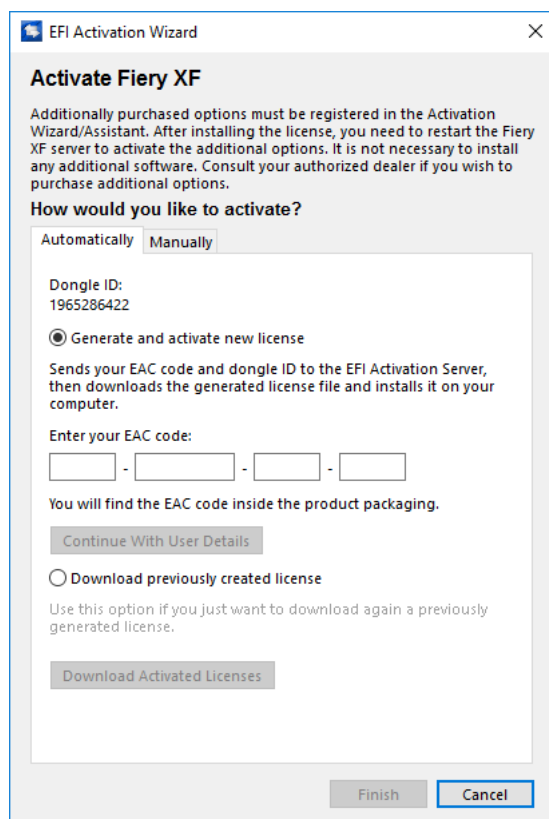 EFI Activation Wizard
Activate Fiery XF
Additionally purchased options must be registered in the Activation
Wizard/Assistant. After installing the license, you need to restart the Fiery
XF server to activate the additional options. It is not necessary to install
any additional software. Consult your authorized dealer if you wish to
purchase additional options.
How would you like to activate?
Automatically Manually
Dongle ID:
1965286422
Generate and activate new license
Sends your EAC code and dongle ID to the EFI Activation Server,
then downloads the generated license file and installs it on your
computer.
Enter your EAC code:
- - -
You will find the EAC code inside the product packaging.
Continue With User Details
Download previously created license
Use this option if you just want to download again a previously
generated license.
Download Activated Licenses
Finish Cancel